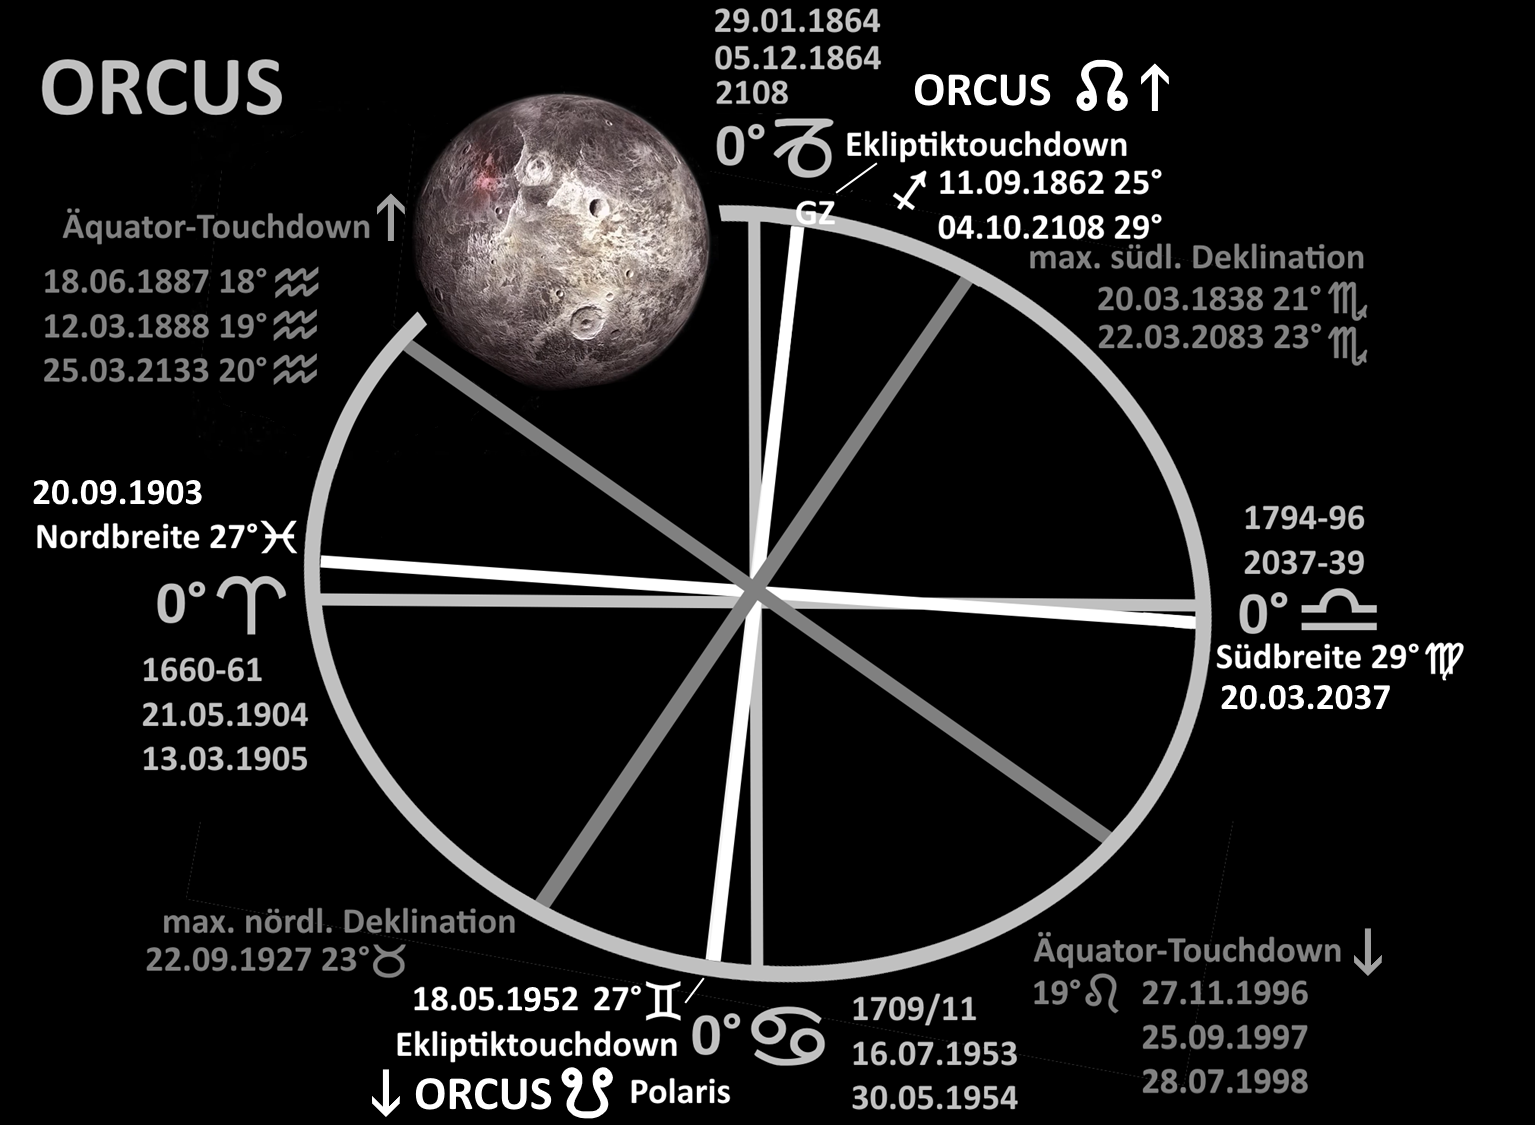 ORCUS
29.01.1864
05.12.1864
2108
0° ♑
ORCUS ☊ ↑
Ekliptiktouchdown
♐ 11.09.1862 25°
04.10.2108 29°
GZ
max. südl. Deklination
20.03.1838 21° ♏
22.03.2083 23° ♏
Äquator-Touchdown ↑
18.06.1887 18° ♒
12.03.1888 19° ♒
25.03.2133 20° ♒
20.09.1903
Nordbreite 27° ♓
0° ♈
1660-61
21.05.1904
13.03.1905
1794-96
2037-39
0° ♎
Südbreite 29° ♍
20.03.2037
max. nördl. Deklination
22.09.1927 23° ♉
18.05.1952 27° ♊
Ekliptiktouchdown
↓ ORCUS ☋ Polaris
0° ♋
1709/11
16.07.1953
30.05.1954
Äquator-Touchdown ↓
19° ♌ 27.11.1996
25.09.1997
28.07.1998